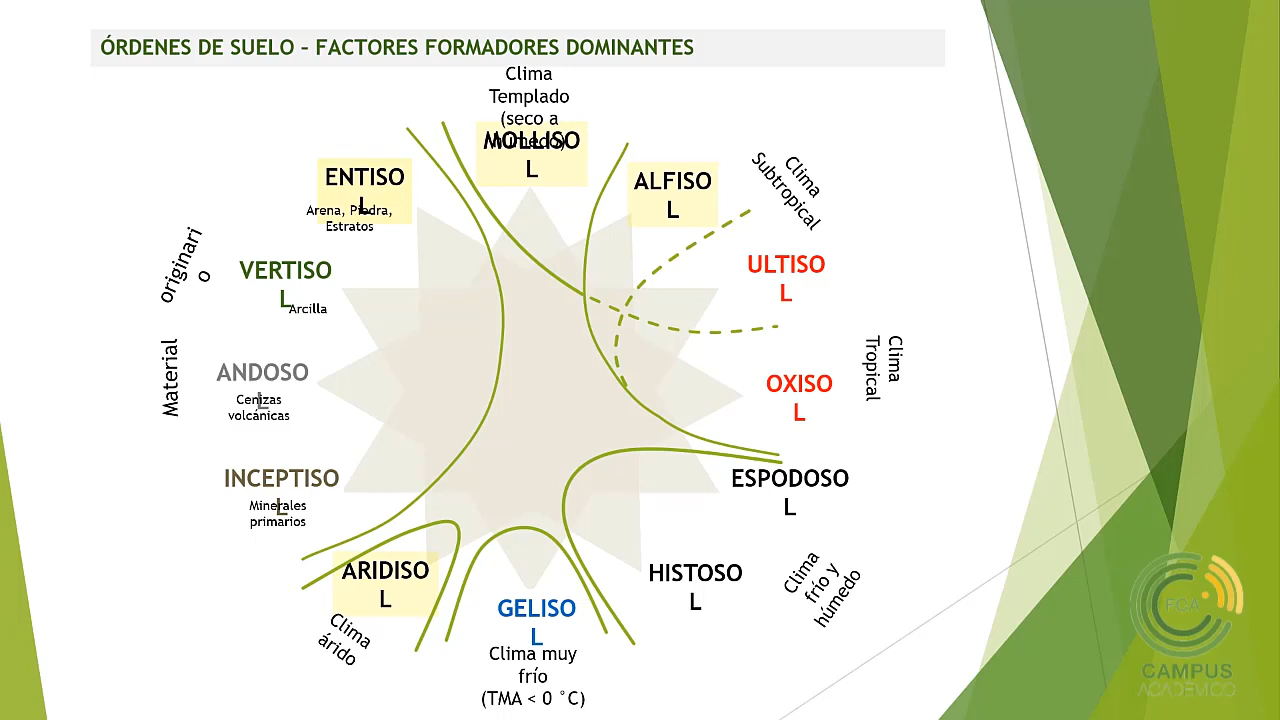 ÓRDENES DE SUELO – FACTORES FORMADORES DOMINANTES
Clima
Templado
(seco a
húmedo)
MOLLISO
L
ENTISO
L
Arena, Piedra,
Estratos
ALFISO
L
Clima
Subtropical
originari
o
VERTISO
L
Arcilla
ULTISO
L
Material
ANDOSO
L
Cenizas
volcánicas
OXISO
L
Clima
Tropical
INCEPTISO
L
Minerales
primarios
ESPODOSO
L
ARIDISO
L
Clima
árido
GELISO
L
Clima muy
frío
(TMA < 0 °C)
HISTOSO
L
Clima
frío y
húmedo
FCA
CAMPUS
ACADÉMICO